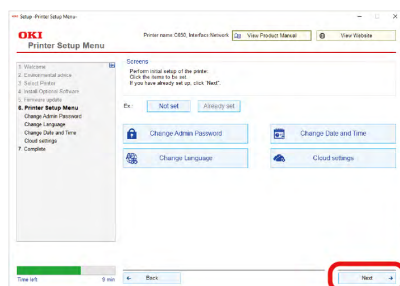 Setup -Printer Setup Menu-
OKI
Printer Setup Menu
Printer name C650, Interface Network
View Product Manual
View Website
1. Welcome
2. Environmental advice
3. Select Printer
4. Install Optional Software
5. Firmware update
6. Printer Setup Menu
Change Admin Password
Change Language
Change Date and Time
Cloud settings
7. Complete
Screens
Perform initial setup of the printer.
Click the items to be set.
If you have already set up, click "Next".
Ex.
Not set
Already set
Change Admin Password
Change Date and Time
Change Language
Cloud settings
Time left
9 min
Back
Next